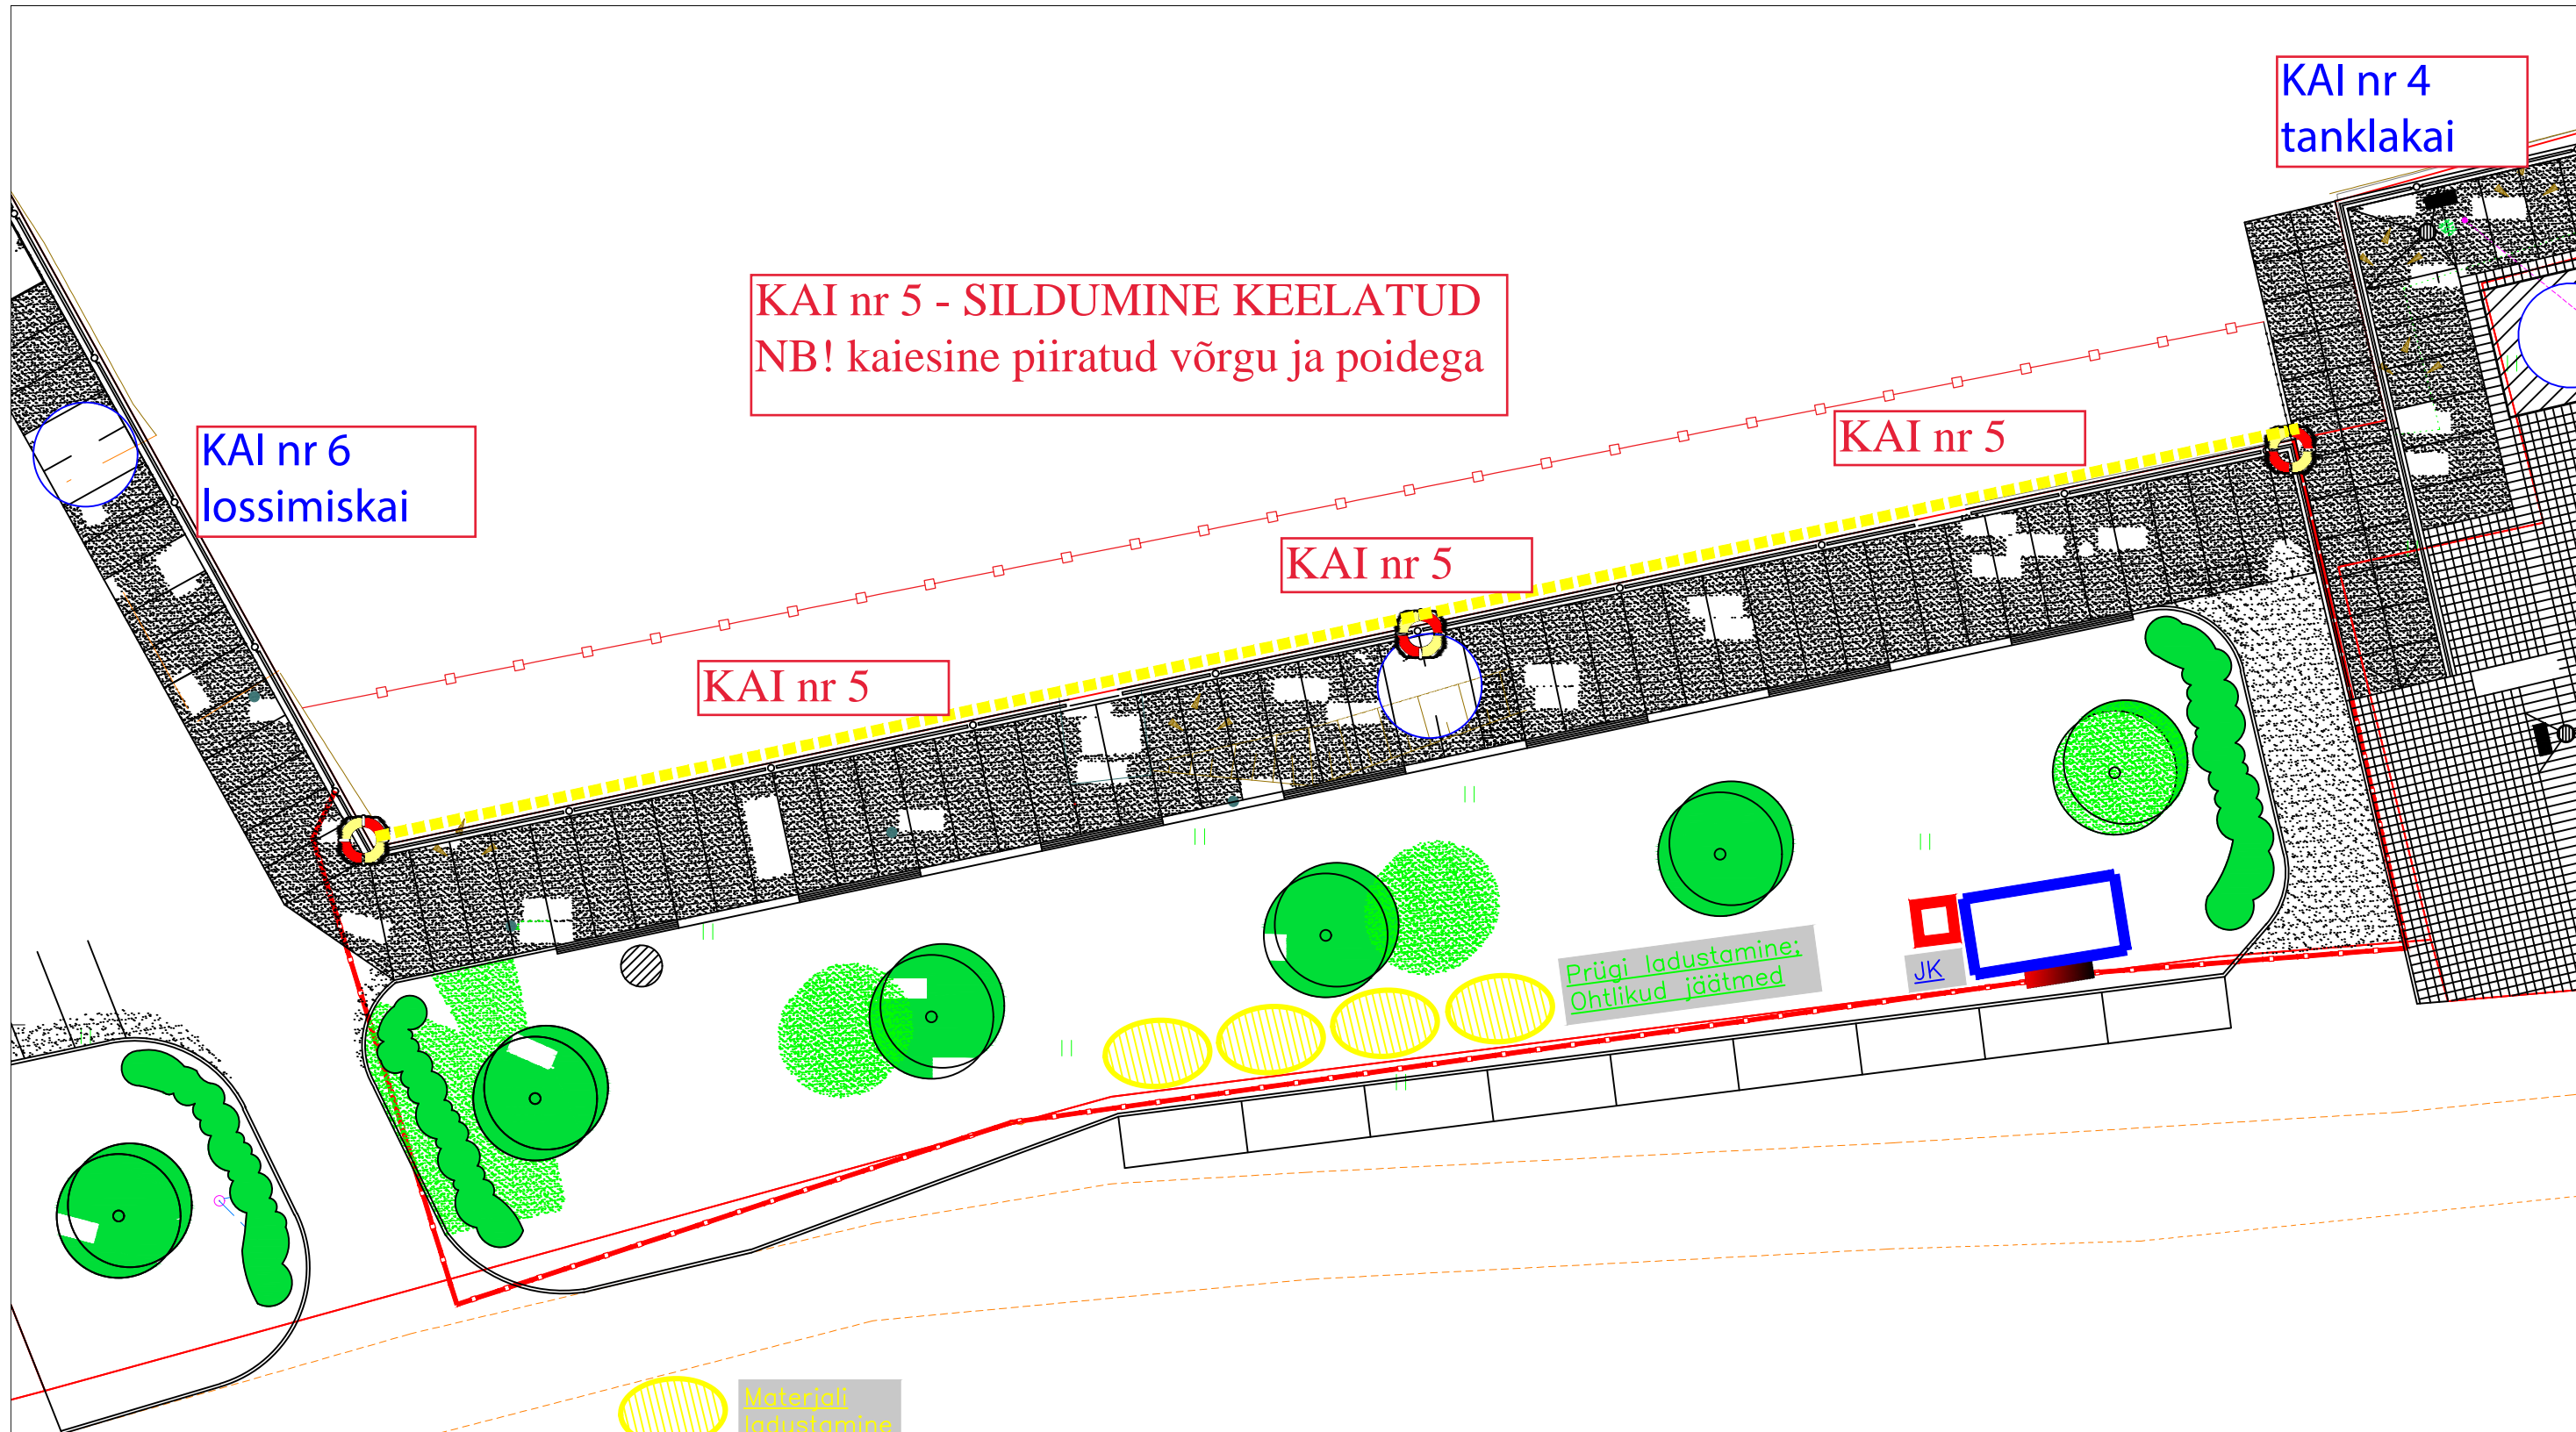 KAI nr 4
tanklakai
KAI nr 5 - SILDUMINE KEELATUD
NB! kaiesine piiratud võrgu ja poidega
KAI nr 5
KAI nr 6
lossimiskai
KAI nr 5
KAI nr 5
Prügi ladustamine;
Ohtlikud jäätmed
JK
Materjali
ladustamine